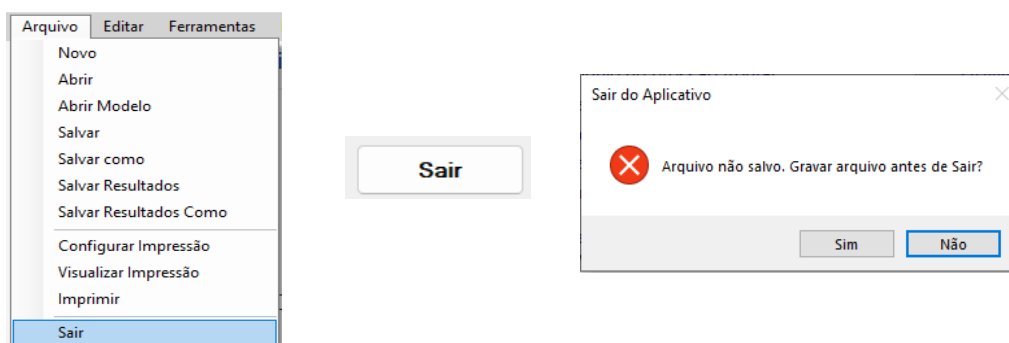 Arquivo Editar Ferramentas
Novo
Abrir
Abrir Modelo
Salvar
Salvar como
Salvar Resultados
Salvar Resultados Como
Configurar Impressão
Visualizar Impressão
Imprimir
Sair
Sair
Sair do Aplicativo
Arquivo não salvo. Gravar arquivo antes de Sair?
Sim Não